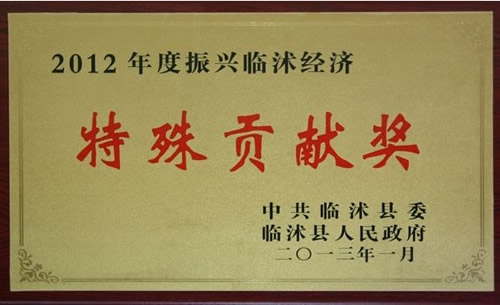 2012年度振兴临沭经济
特殊贡献奖
中共临沭县委
临沭县人民政府
二〇一三年一月